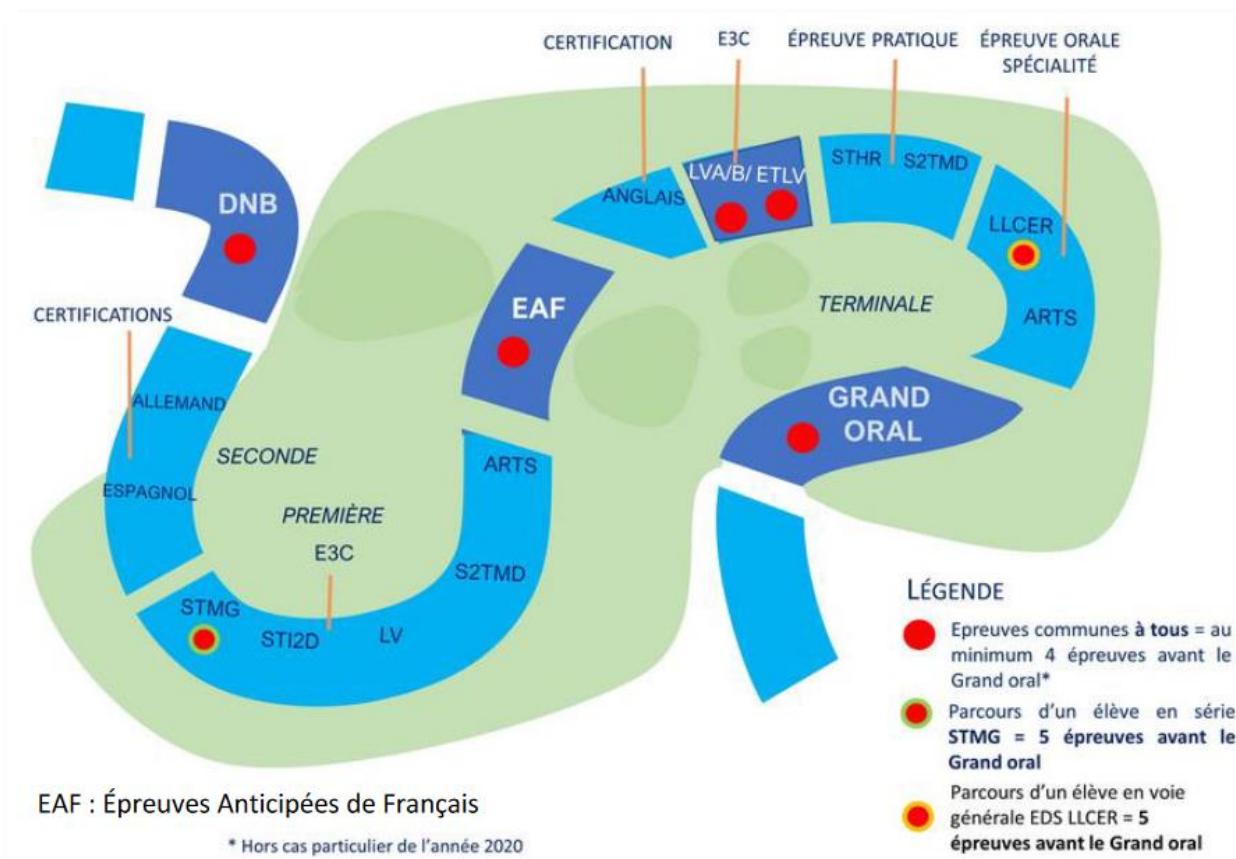 CERTIFICATION
E3C
ÉPREUVE PRATIQUE
ÉPREUVE ORALE
SPÉCIALITÉ
DNB
ANGLAIS
LVA/B/ ETLV
STHR
S2TMD
LLCER
ARTS
EAF
TERMINALE
CERTIFICATIONS
ALLEMAND
ESPAGNOL
SECONDE
PREMIÈRE
E3C
ARTS
S2TMD
STMG
STI2D
LV
GRAND
ORAL
LÉGENDE
Epreuves communes à tous = au
minimum 4 épreuves avant le
Grand oral*
Parcours d'un élève en série
STMG = 5 épreuves avant le
Grand oral
Parcours d'un élève en voie
générale EDS LLCER = 5
épreuves avant le Grand oral
EAF : Épreuves Anticipées de Français
* Hors cas particulier de l'année 2020